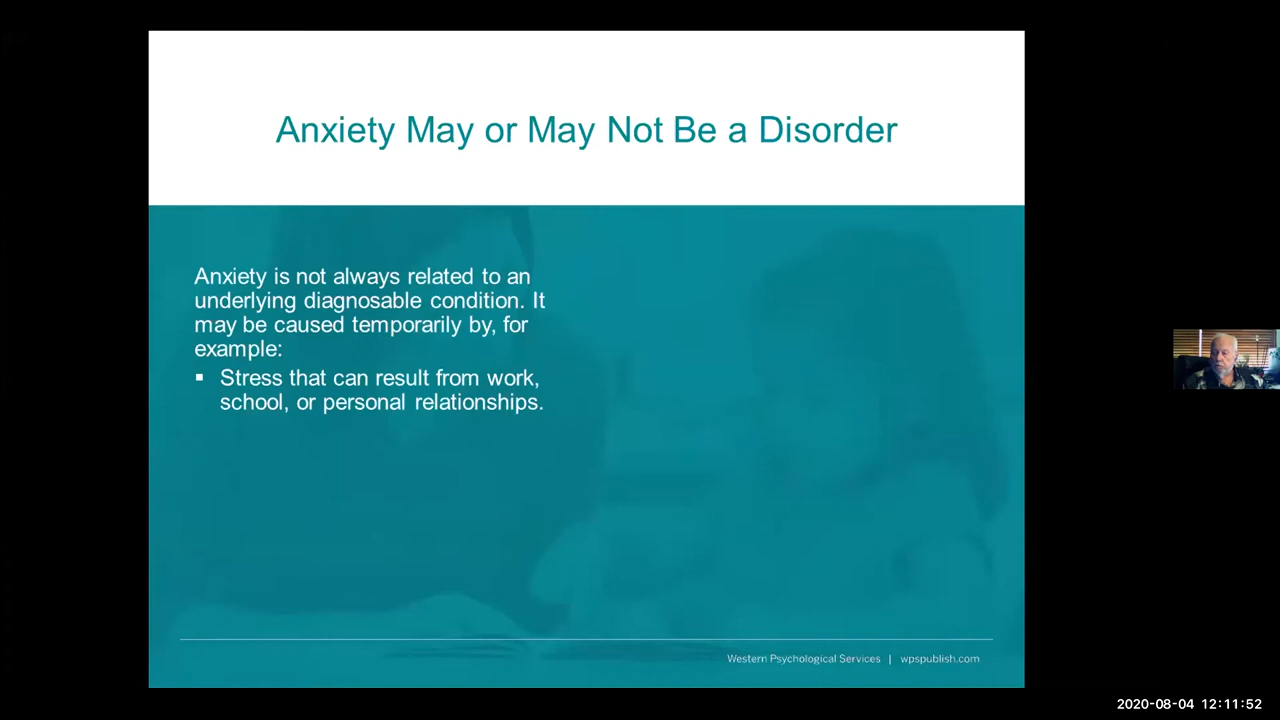 Anxiety May or May Not Be a Disorder
Anxiety is not always related to an
underlying diagnosable condition. It
may be caused temporarily by, for
example:
▪ Stress that can result from work,
school, or personal relationships.
Western Psychological Services | wpspublish.com
2020-08-04 12:11:52